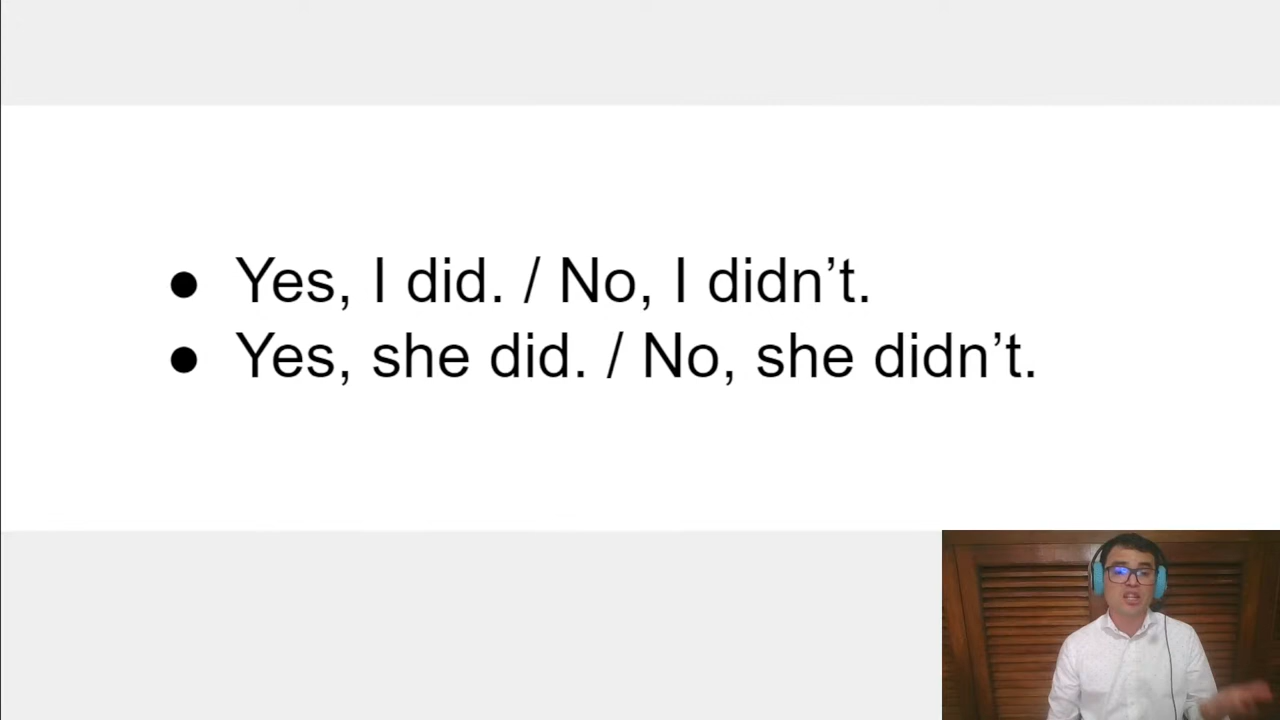 ● Yes, I did. / No, I didn’t.
● Yes, she did. / No, she didn’t.